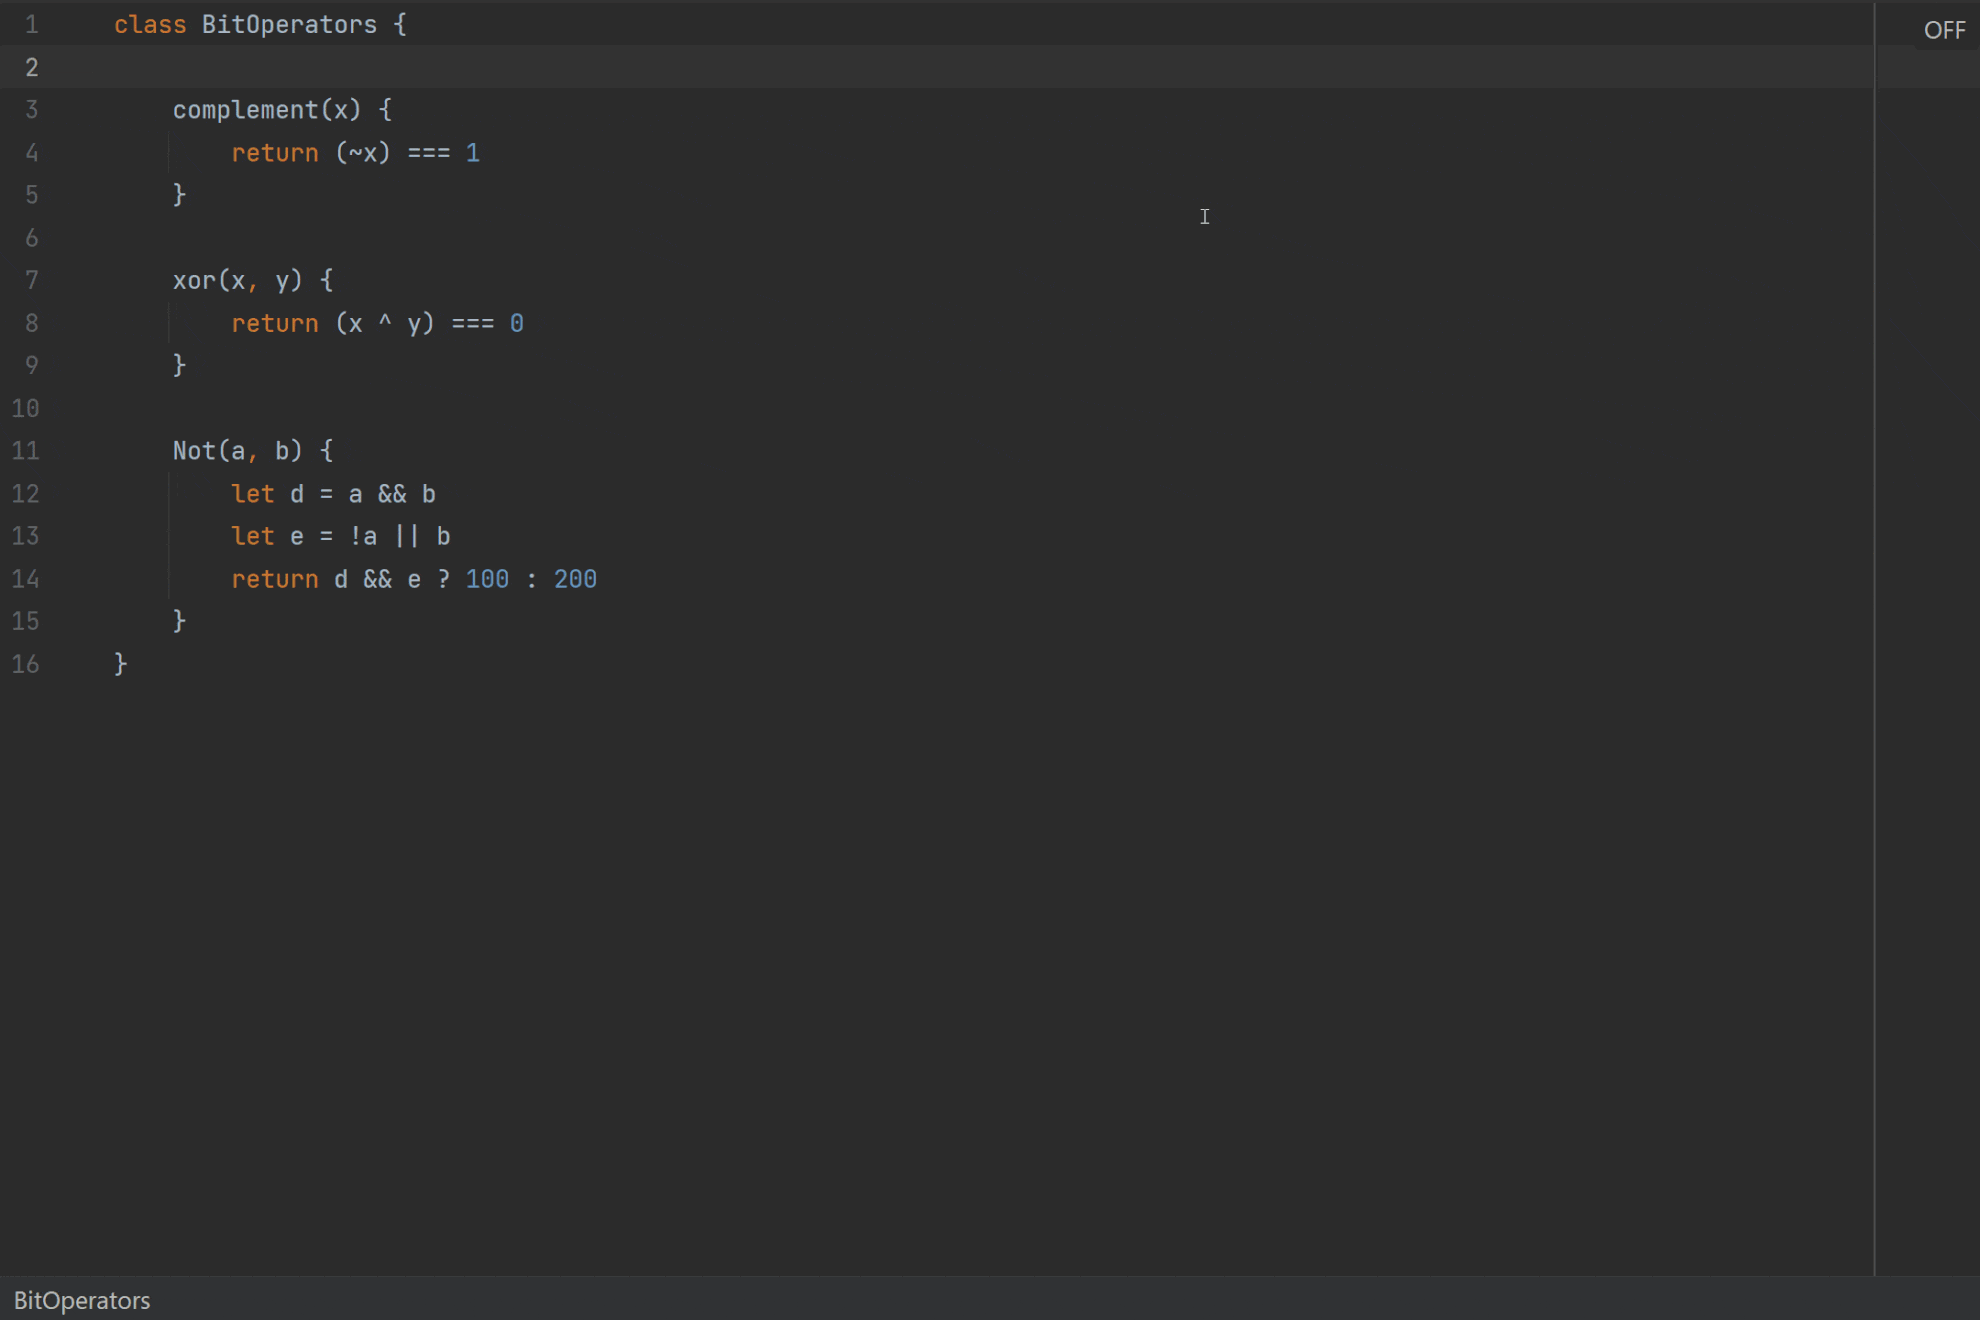 1 class BitOperators {
2
3 complement(x) {
4 return (~x) === 1
5 }
6
7 xor(x, y) {
8 return (x ^ y) === 0
9 }
10
11 Not(a, b) {
12 let d = a && b
13 let e = !a || b
14 return d && e ? 100 : 200
15 }
16 }
OFF
BitOperators